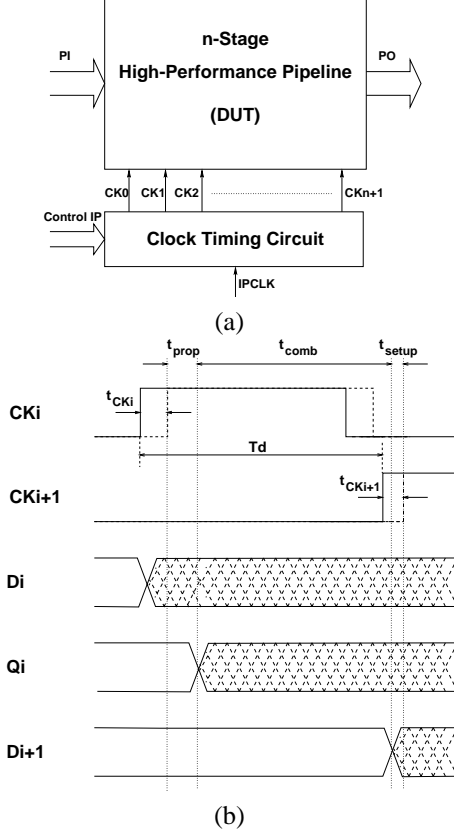 n-Stage
PI
High-Performance Pipeline
PO
(DUT)
CK0 CK1 CK2 CKn+1
Control IP
Clock Timing Circuit
IPCLK
(a)
t_prop t_comb t_setup
CKi
t_CKi
Td
CKi+1
t_CKi+1
Di
Qi
Di+1
(b)